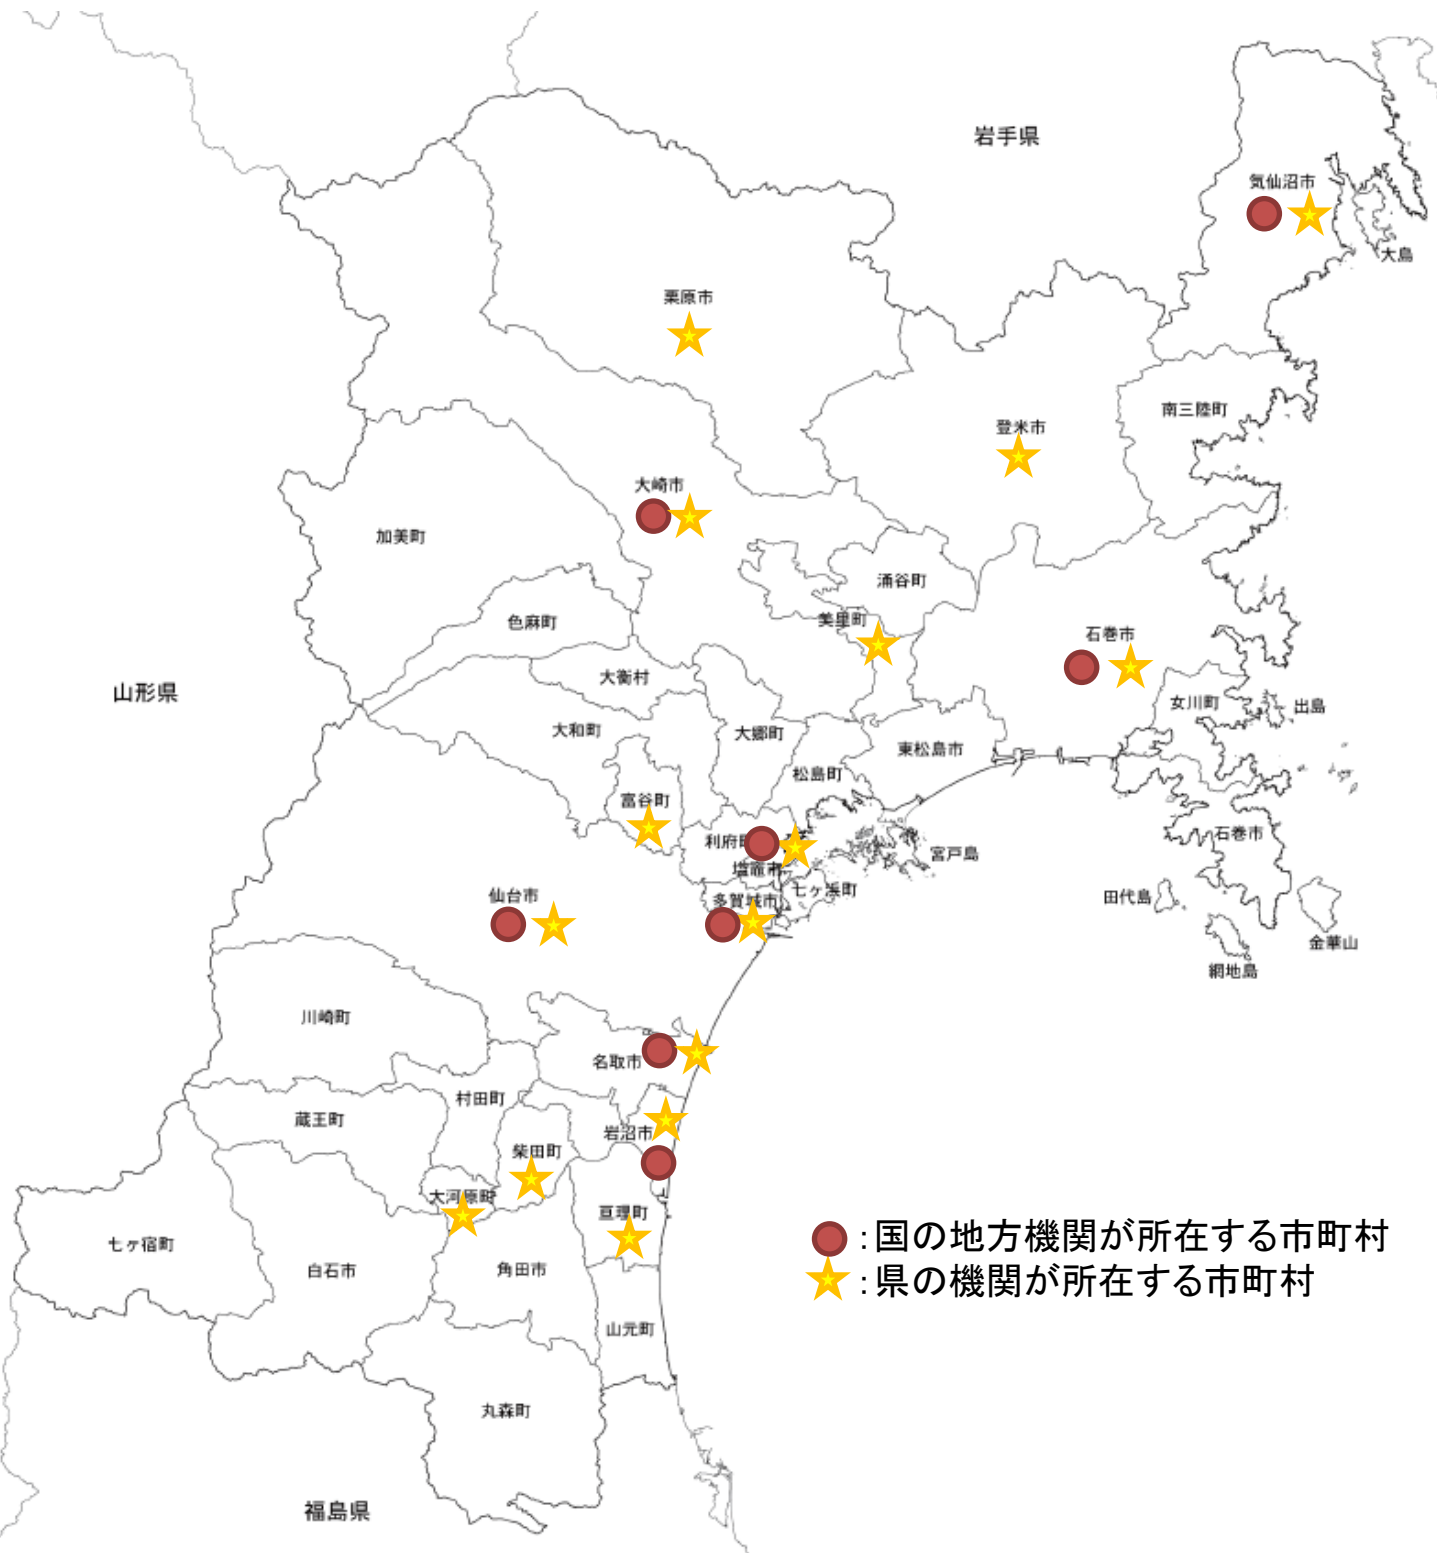 岩手県
気仙沼市
大島
栗原市
南三陸町
登米市
大崎市
加美町
涌谷町
色麻町
美里町
石巻市
大衡村
山形県
女川町
出島
大和町
大郷町
東松島市
松島町
富谷町
石巻市
利府町
宮戸島
塩竈市
七ヶ浜町
仙台市
多賀城市
田代島
金華山
網地島
川崎町
名取市
村田町
蔵王町
岩沼市
柴田町
大河原町
亘理町
七ヶ宿町
白石市
角田市
:国の地方機関が所在する市町村
:県の機関が所在する市町村
山元町
丸森町
福島県